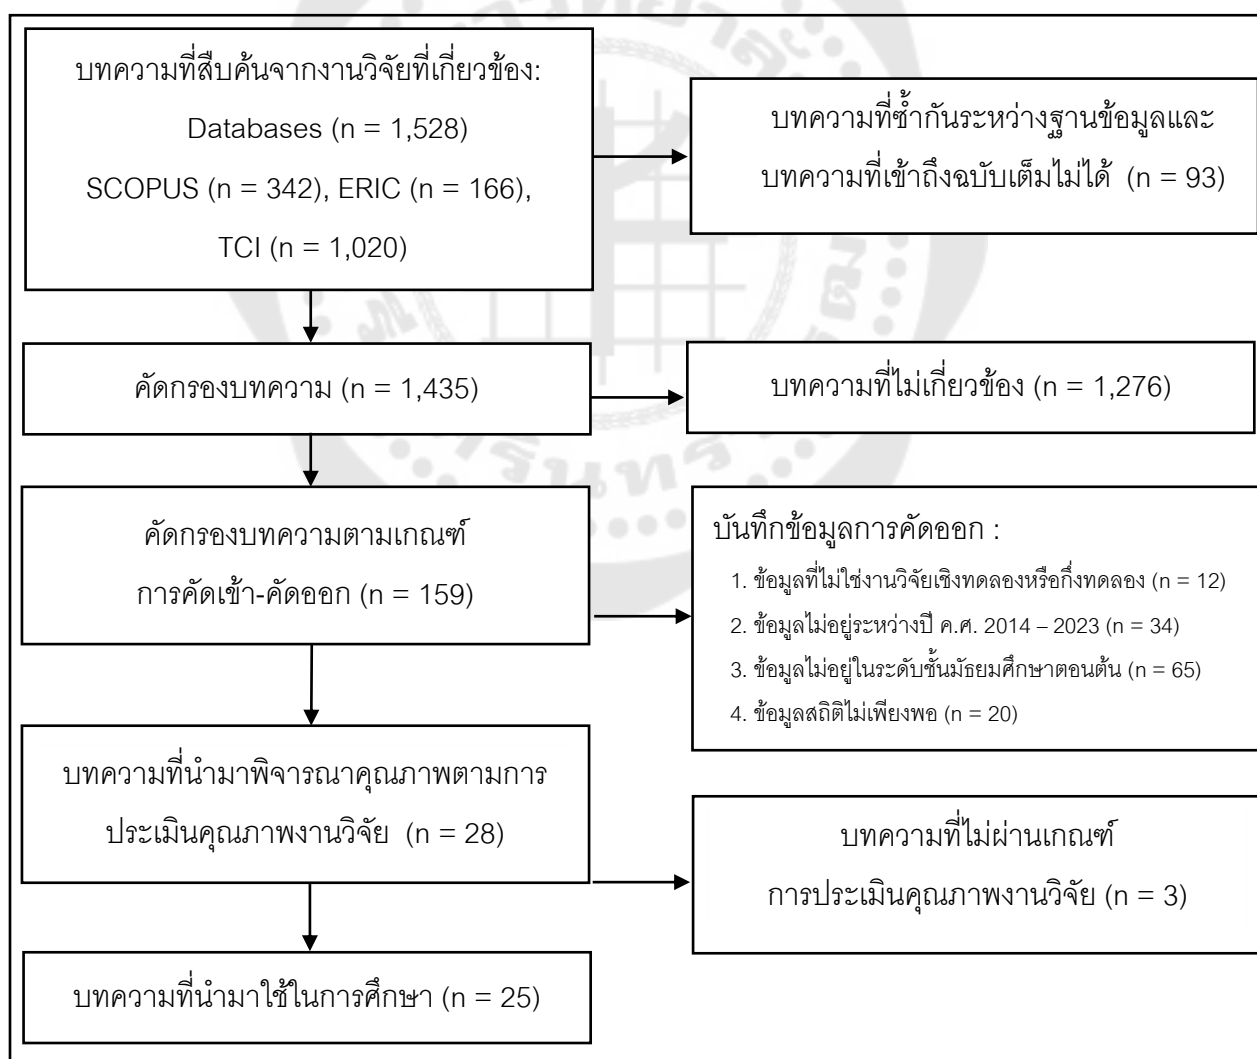 บทความที่สืบค้นจากงานวิจัยที่เกี่ยวข้อง:
Databases (n = 1,528)
SCOPUS (n = 342), ERIC (n = 166),
TCI (n = 1,020)
บทความที่ซ้ำกันระหว่างฐานข้อมูลและ
บทความที่เข้าถึงฉบับเต็มไม่ได้ (n = 93)
คัดกรองบทความ (n = 1,435)
บทความที่ไม่เกี่ยวข้อง (n = 1,276)
คัดกรองบทความตามเกณฑ์
การคัดเข้า-คัดออก (n = 159)
บันทึกข้อมูลการคัดออก :
1. ข้อมูลที่ไม่ใช่งานวิจัยเชิงทดลองหรือกึ่งทดลอง (n = 12)
2. ข้อมูลไม่อยู่ระหว่างปี ค.ศ. 2014 – 2023 (n = 34)
3. ข้อมูลไม่อยู่ในระดับชั้นมัธยมศึกษาตอนต้น (n = 65)
4. ข้อมูลสถิติไม่เพียงพอ (n = 20)
บทความที่นำมาพิจารณาคุณภาพตามการ
ประเมินคุณภาพงานวิจัย (n = 28)
บทความที่ไม่ผ่านเกณฑ์
การประเมินคุณภาพงานวิจัย (n = 3)
บทความที่นำมาใช้ในการศึกษา (n = 25)